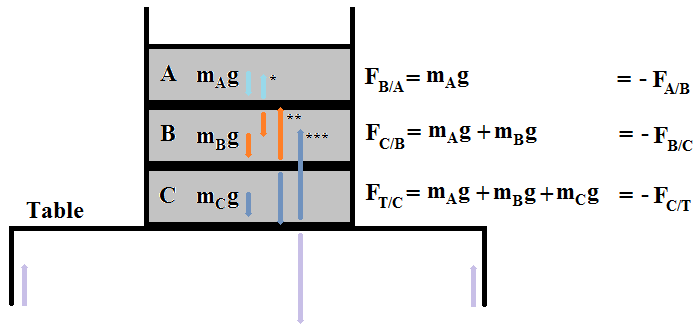 A m_Ag * F_B/A = m_Ag = - F_A/B
B m_Bg ** *** F_C/B = m_Ag + m_Bg = - F_B/C
C m_Cg F_T/C = m_Ag + m_Bg + m_Cg = - F_C/T
Table